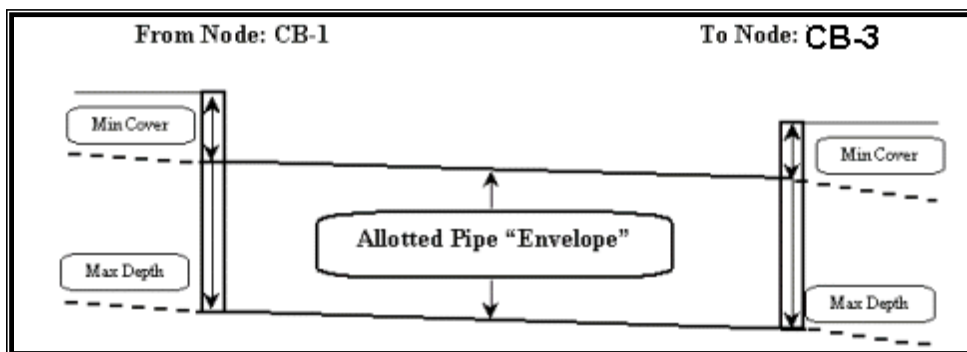 From Node: CB-1
To Node: CB-3
Min Cover
Min Cover
Allotted Pipe “Envelope”
Max Depth
Max Depth